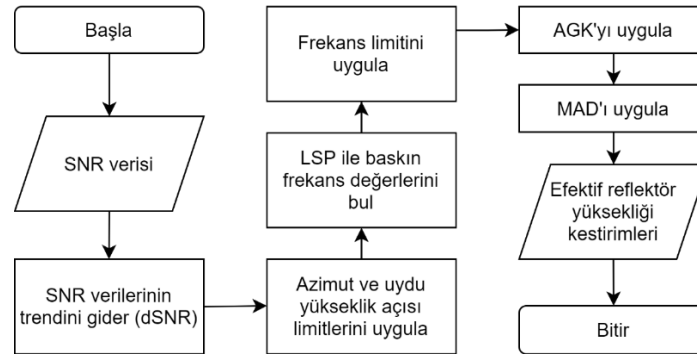 Başla
SNR verisi
SNR verilerinin
trendini gider (dSNR)
Azimut ve uydu
yükseklik açısı
limitlerini uygula
LSP ile baskın
frekans değerlerini
bul
Frekans limitini
uygula
AGK'yı uygula
MAD'ı uygula
Efektif reflektör
yüksekliği
kestirimleri
Bitir